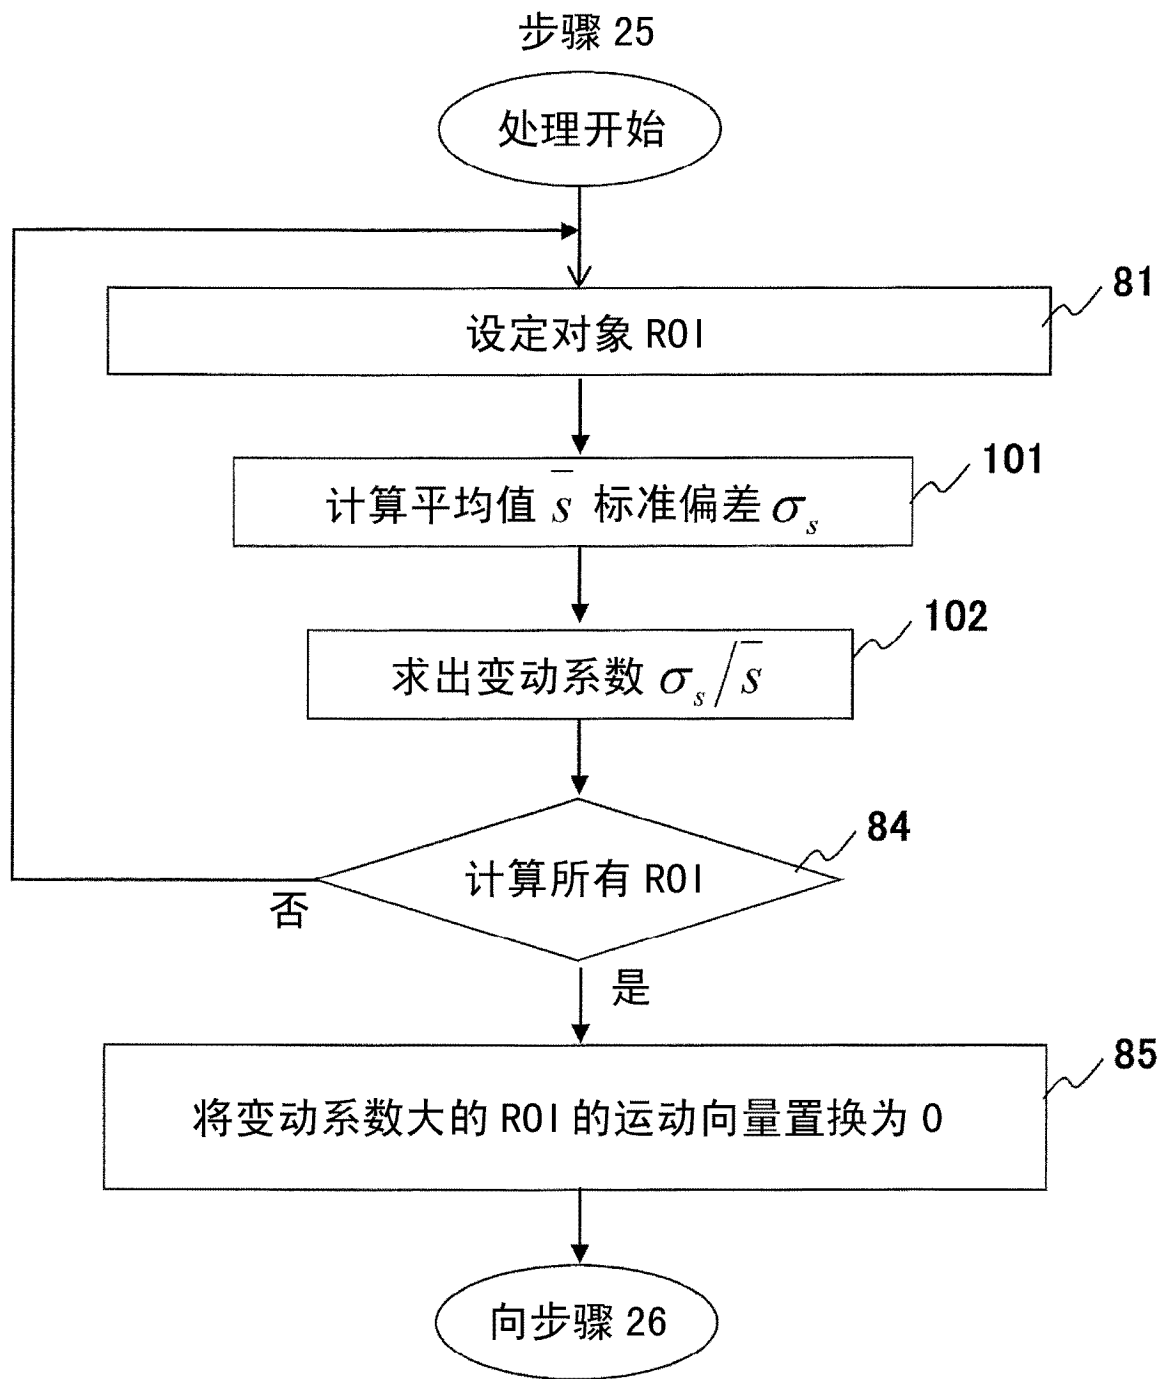 步骤 25
处理开始
81
设定对象 ROI
101
计算平均值 s̄ 标准偏差 σₛ
102
求出变动系数 σₛ/s̄
84
计算所有 ROI
否
是
85
将变动系数大的 ROI 的运动向量置换为 0
向步骤 26